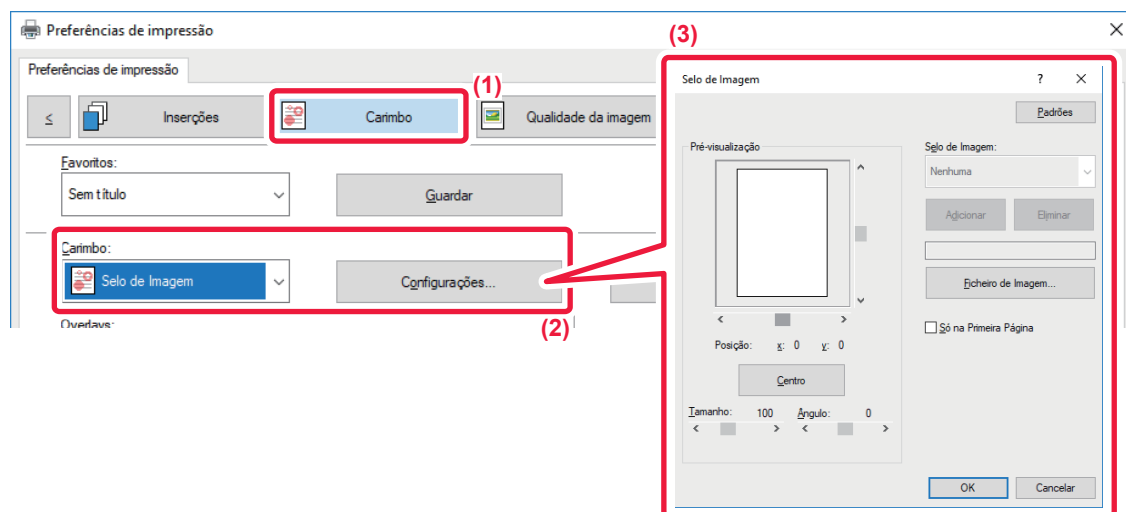 Preferências de impressão
Preferências de impressão
(1)
< Inserções Carimbo Qualidade da imagem
Favoritos:
Sem título Guardar
Carimbo:
Selo de Imagem Configurações...
(2)
Overlays:
(3)
Selo de Imagem ? ×
Padrões
Pré-visualização
Selo de Imagem:
Nenhuma
Adicionar Eliminar
Ficheiro de Imagem...
Só na Primeira Página
Posição: x: 0 y: 0
Centro
Tamanho: 100 Ângulo: 0
OK Cancelar